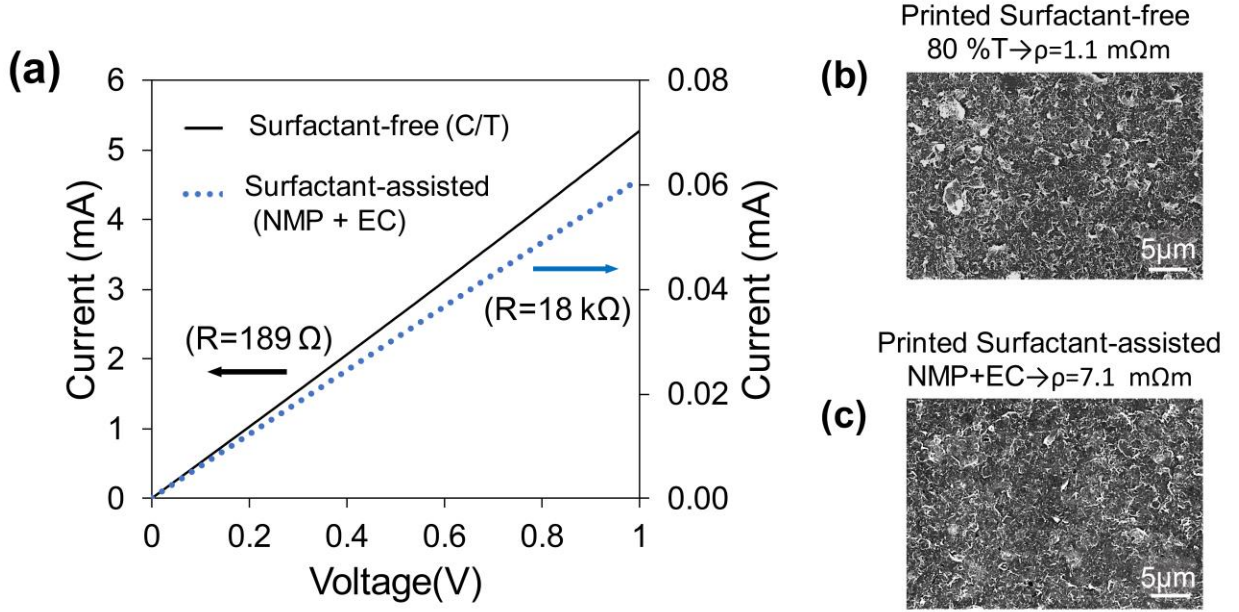 (a)
6
5
4
3
2
1
0
Current (mA)
0.08
0.06
0.04
0.02
0.00
Current (mA)
Surfactant-free (C/T)
Surfactant-assisted
(NMP + EC)
(R=189 Ω)
(R=18 kΩ)
0 0.2 0.4 0.6 0.8 1
Voltage(V)
Printed Surfactant-free
80 %T→ρ=1.1 mΩm
(b)
5μm
Printed Surfactant-assisted
NMP+EC→ρ=7.1 mΩm
(c)
5μm